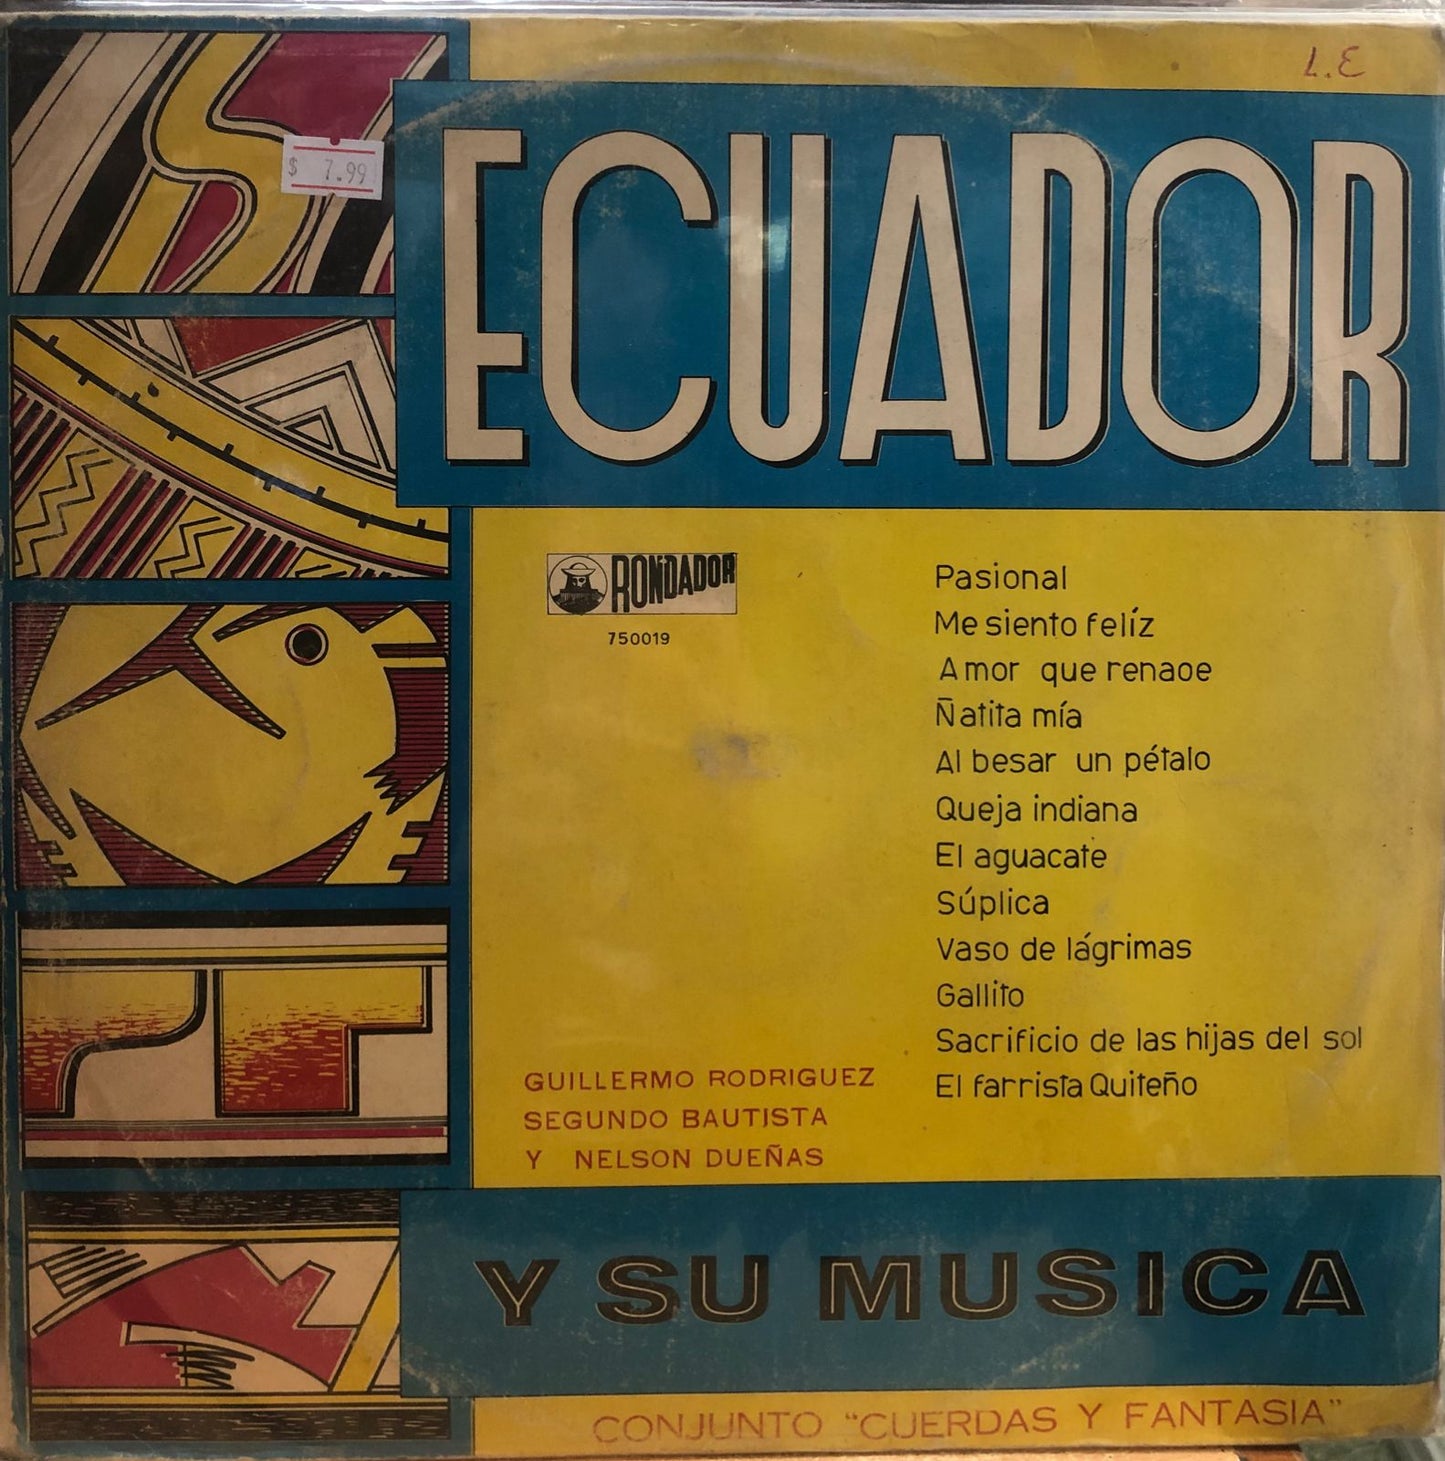 L.E
$ 7.99
ECUADOR
RONDADOR
750019
Pasional
Me siento felíz
Amor que renaoe
Ñatita mía
Al besar un pétalo
Queja indiana
El aguacate
Súplica
Vaso de lágrimas
Gallito
Sacrificio de las hijas del sol
El farrista Quiteño
GUILLERMO RODRIGUEZ
SEGUNDO BAUTISTA
Y NELSON DUEÑAS
Y SU MUSICA
CONJUNTO "CUERDAS Y FANTASIA"